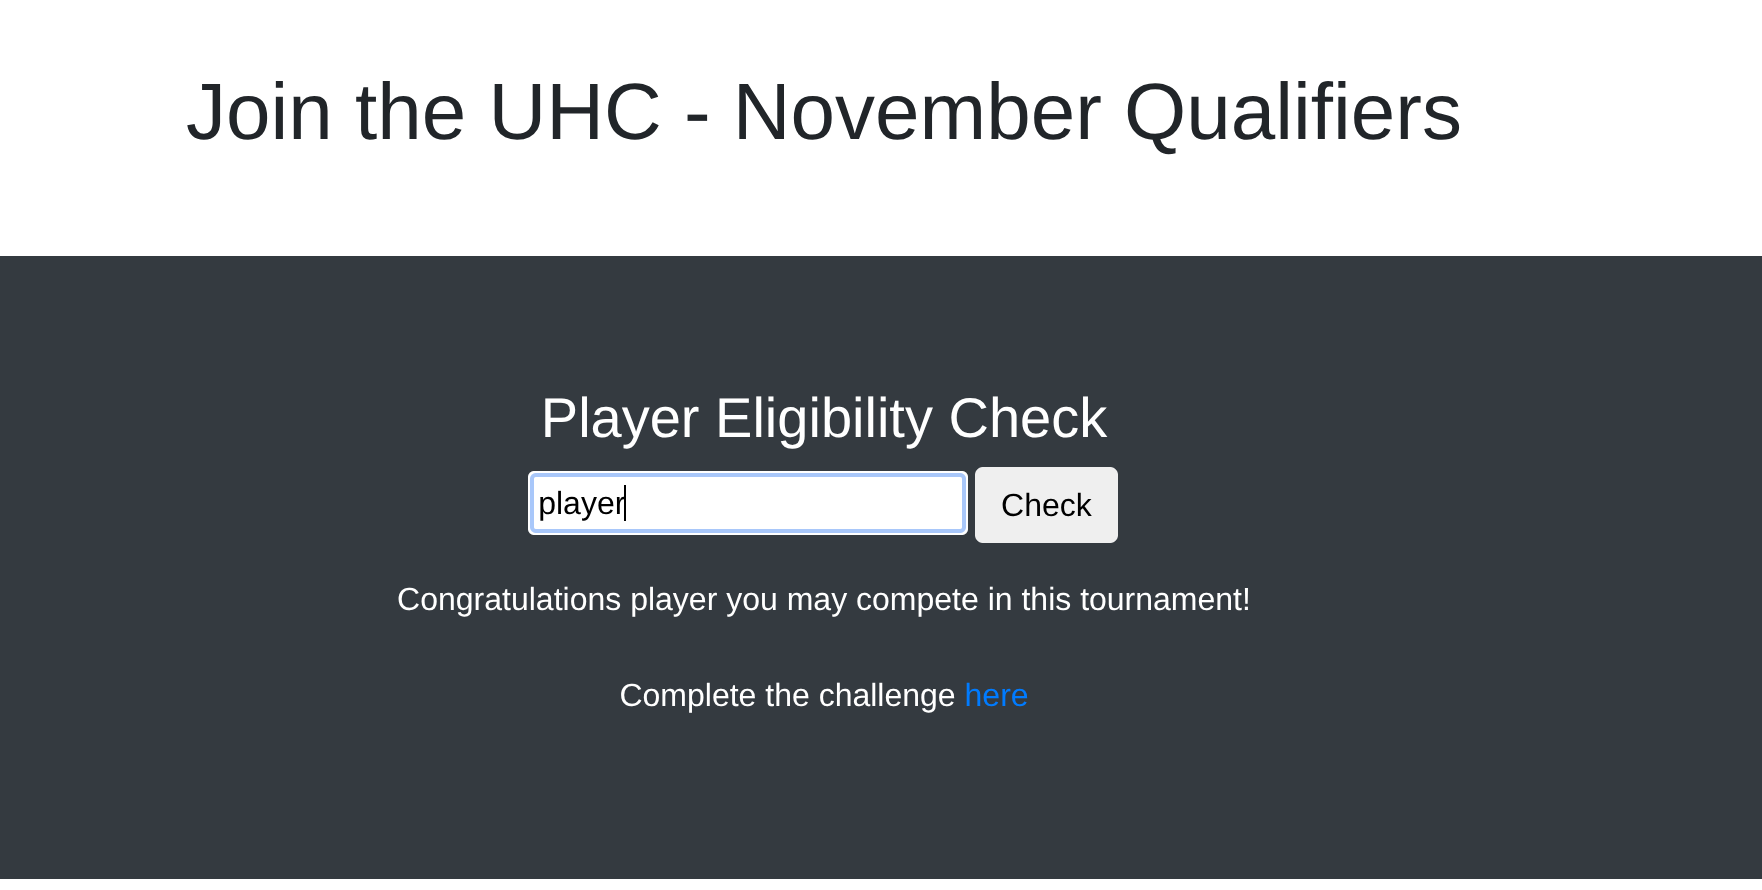 Join the UHC - November Qualifiers
Player Eligibility Check
player
Check
Congratulations player you may compete in this tournament!
Complete the challenge here